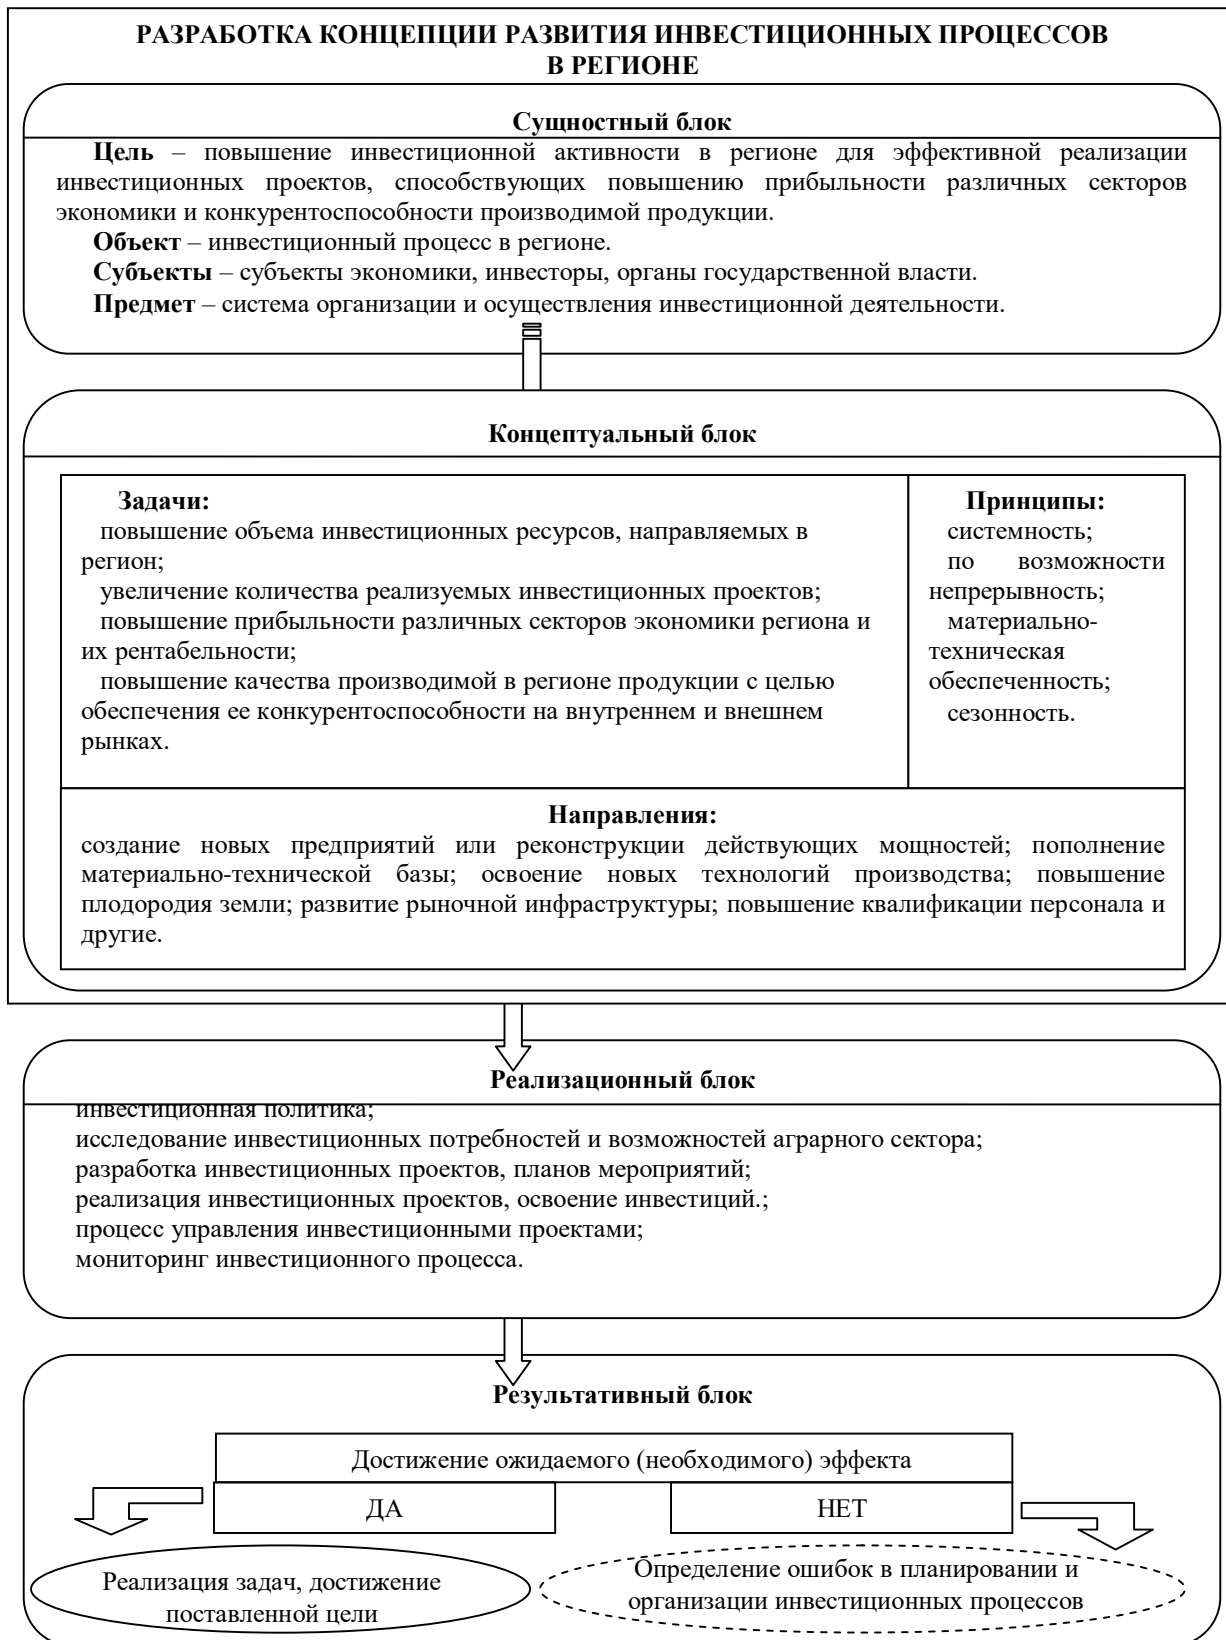 РАЗРАБОТКА КОНЦЕПЦИИ РАЗВИТИЯ ИНВЕСТИЦИОННЫХ ПРОЦЕССОВ
В РЕГИОНЕ
Сущностный блок
Цель – повышение инвестиционной активности в регионе для эффективной реализации
инвестиционных проектов, способствующих повышению прибыльности различных секторов
экономики и конкурентоспособности производимой продукции.
Объект – инвестиционный процесс в регионе.
Субъекты – субъекты экономики, инвесторы, органы государственной власти.
Предмет – система организации и осуществления инвестиционной деятельности.
Концептуальный блок
Задачи:
повышение объема инвестиционных ресурсов, направляемых в
регион;
увеличение количества реализуемых инвестиционных проектов;
повышение прибыльности различных секторов экономики региона и
их рентабельности;
повышение качества производимой в регионе продукции с целью
обеспечения ее конкурентоспособности на внутреннем и внешнем
рынках.
Принципы:
системность;
по возможности
непрерывность;
материально-
техническая
обеспеченность;
сезонность.
Направления:
создание новых предприятий или реконструкции действующих мощностей; пополнение
материально-технической базы; освоение новых технологий производства; повышение
плодородия земли; развитие рыночной инфраструктуры; повышение квалификации персонала и
другие.
Реализационный блок
инвестиционная политика;
исследование инвестиционных потребностей и возможностей аграрного сектора;
разработка инвестиционных проектов, планов мероприятий;
реализация инвестиционных проектов, освоение инвестиций.;
процесс управления инвестиционными проектами;
мониторинг инвестиционного процесса.
Результативный блок
Достижение ожидаемого (необходимого) эффекта
ДА
НЕТ
Реализация задач, достижение
поставленной цели
Определение ошибок в планировании и
организации инвестиционных процессов